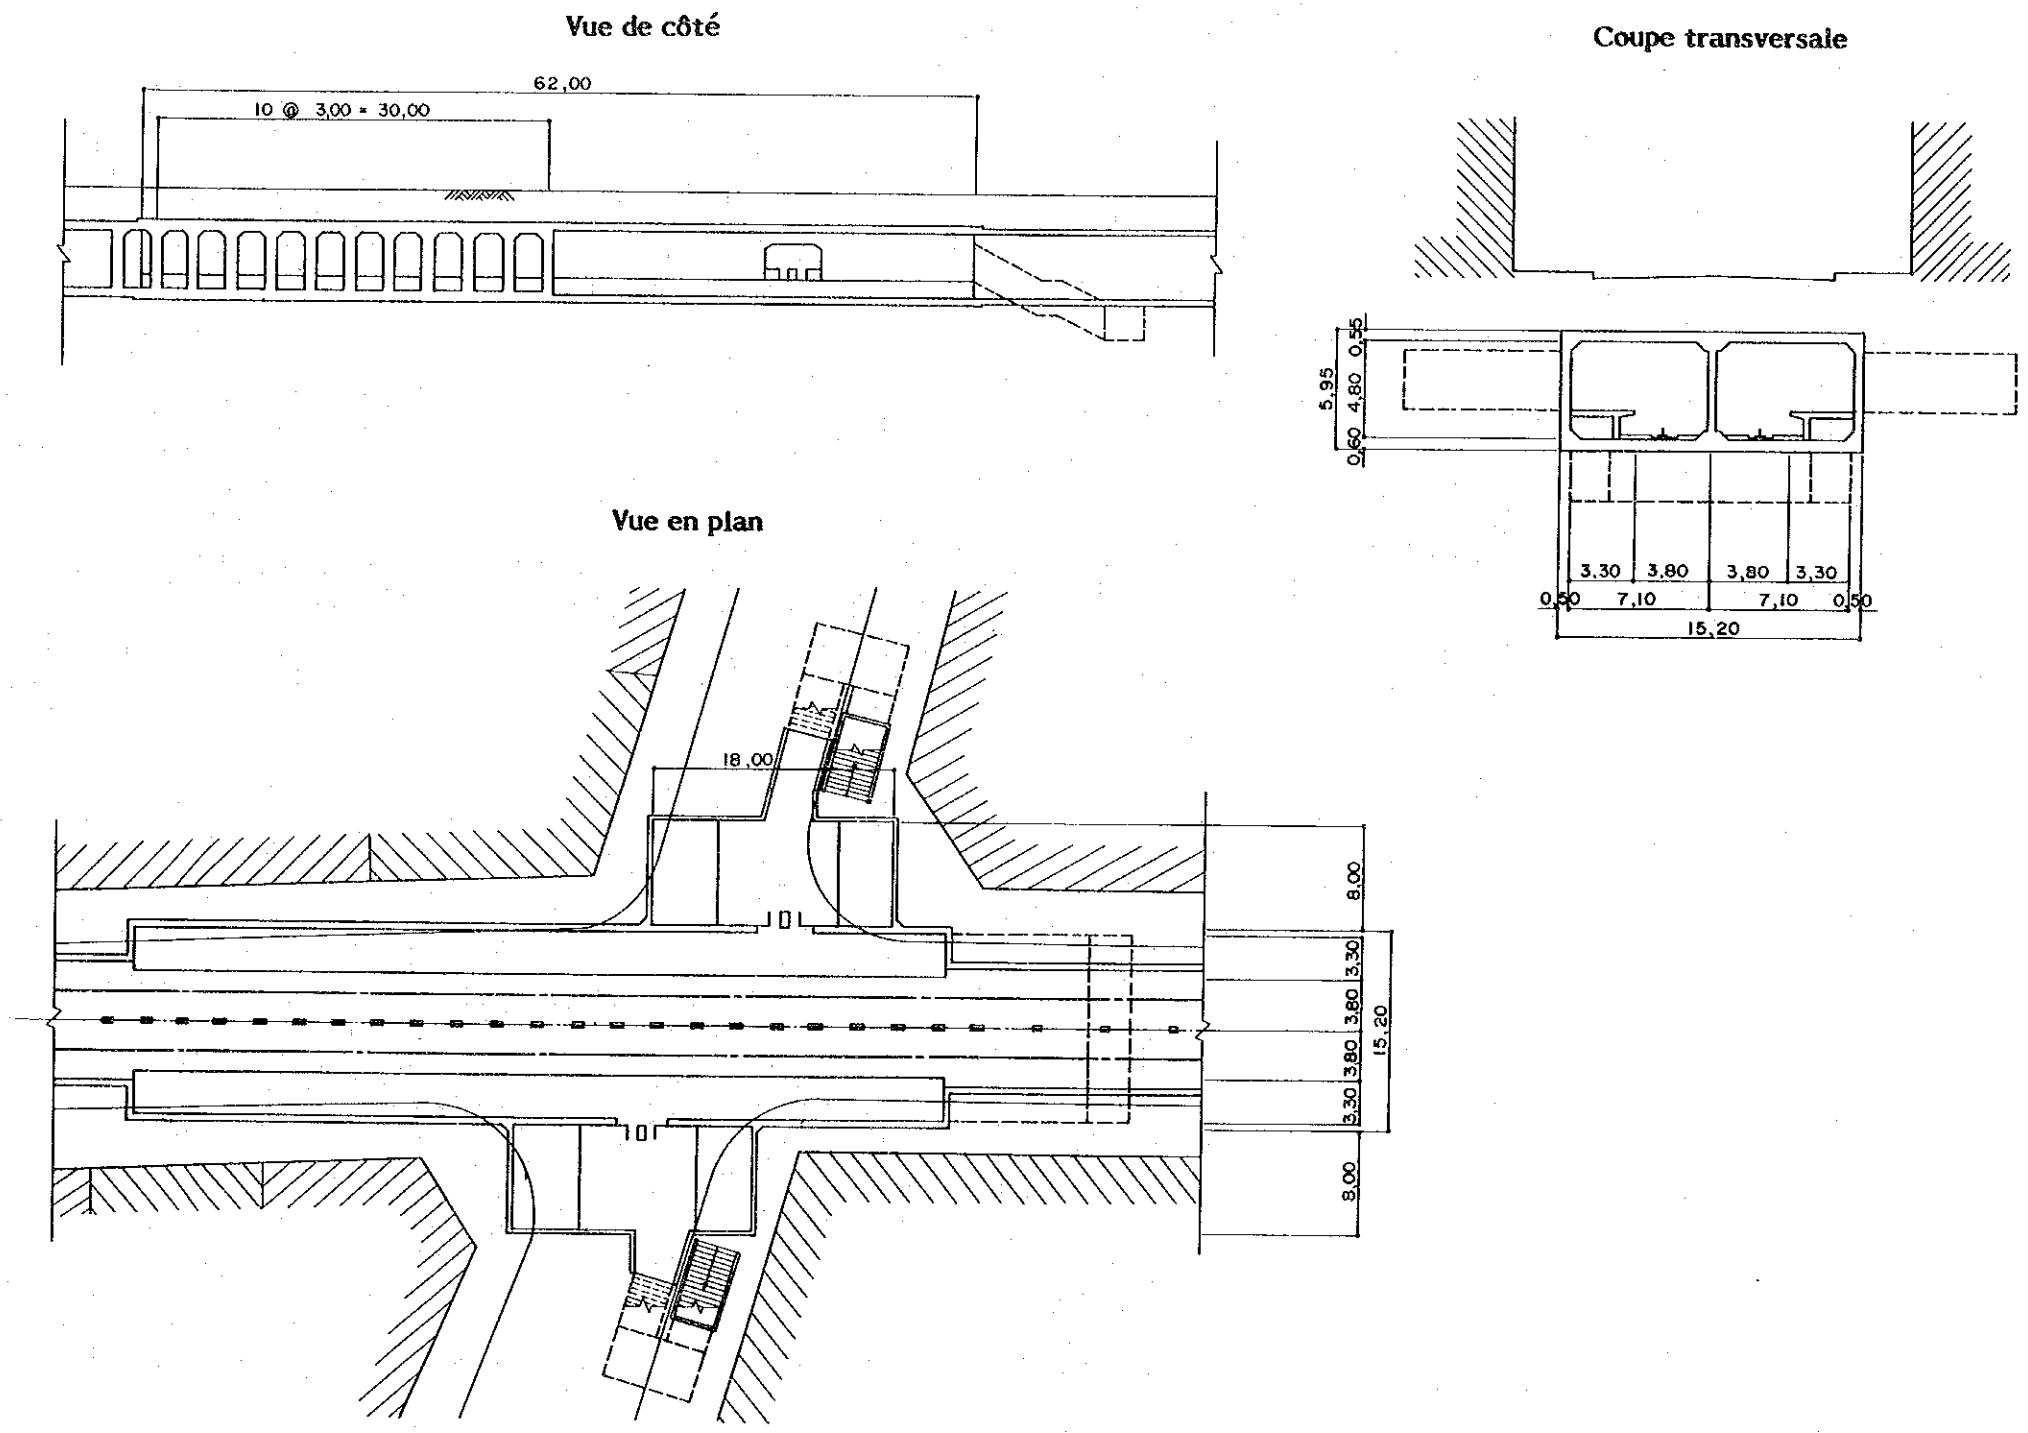 Vue de côté
62,00
10 @ 3,00 = 30,00
Coupe transversale
0,55
4,80
0,60
5,95
3,30 3,80 3,80 3,30
0,50 7,10 7,10 0,50
15,20
Vue en plan
18,00
8,00
3,30
3,80
3,80
3,30
15,20
8,00